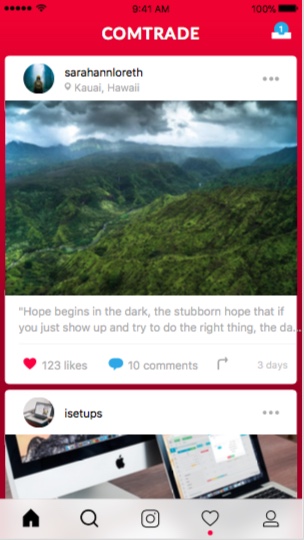 9:41 AM
100%
COMTRADE
1
sarahannloreth
Kauai, Hawaii
"Hope begins in the dark, the stubborn hope that if
you just show up and try to do the right thing, the da...
123 likes
10 comments
3 days
isetups